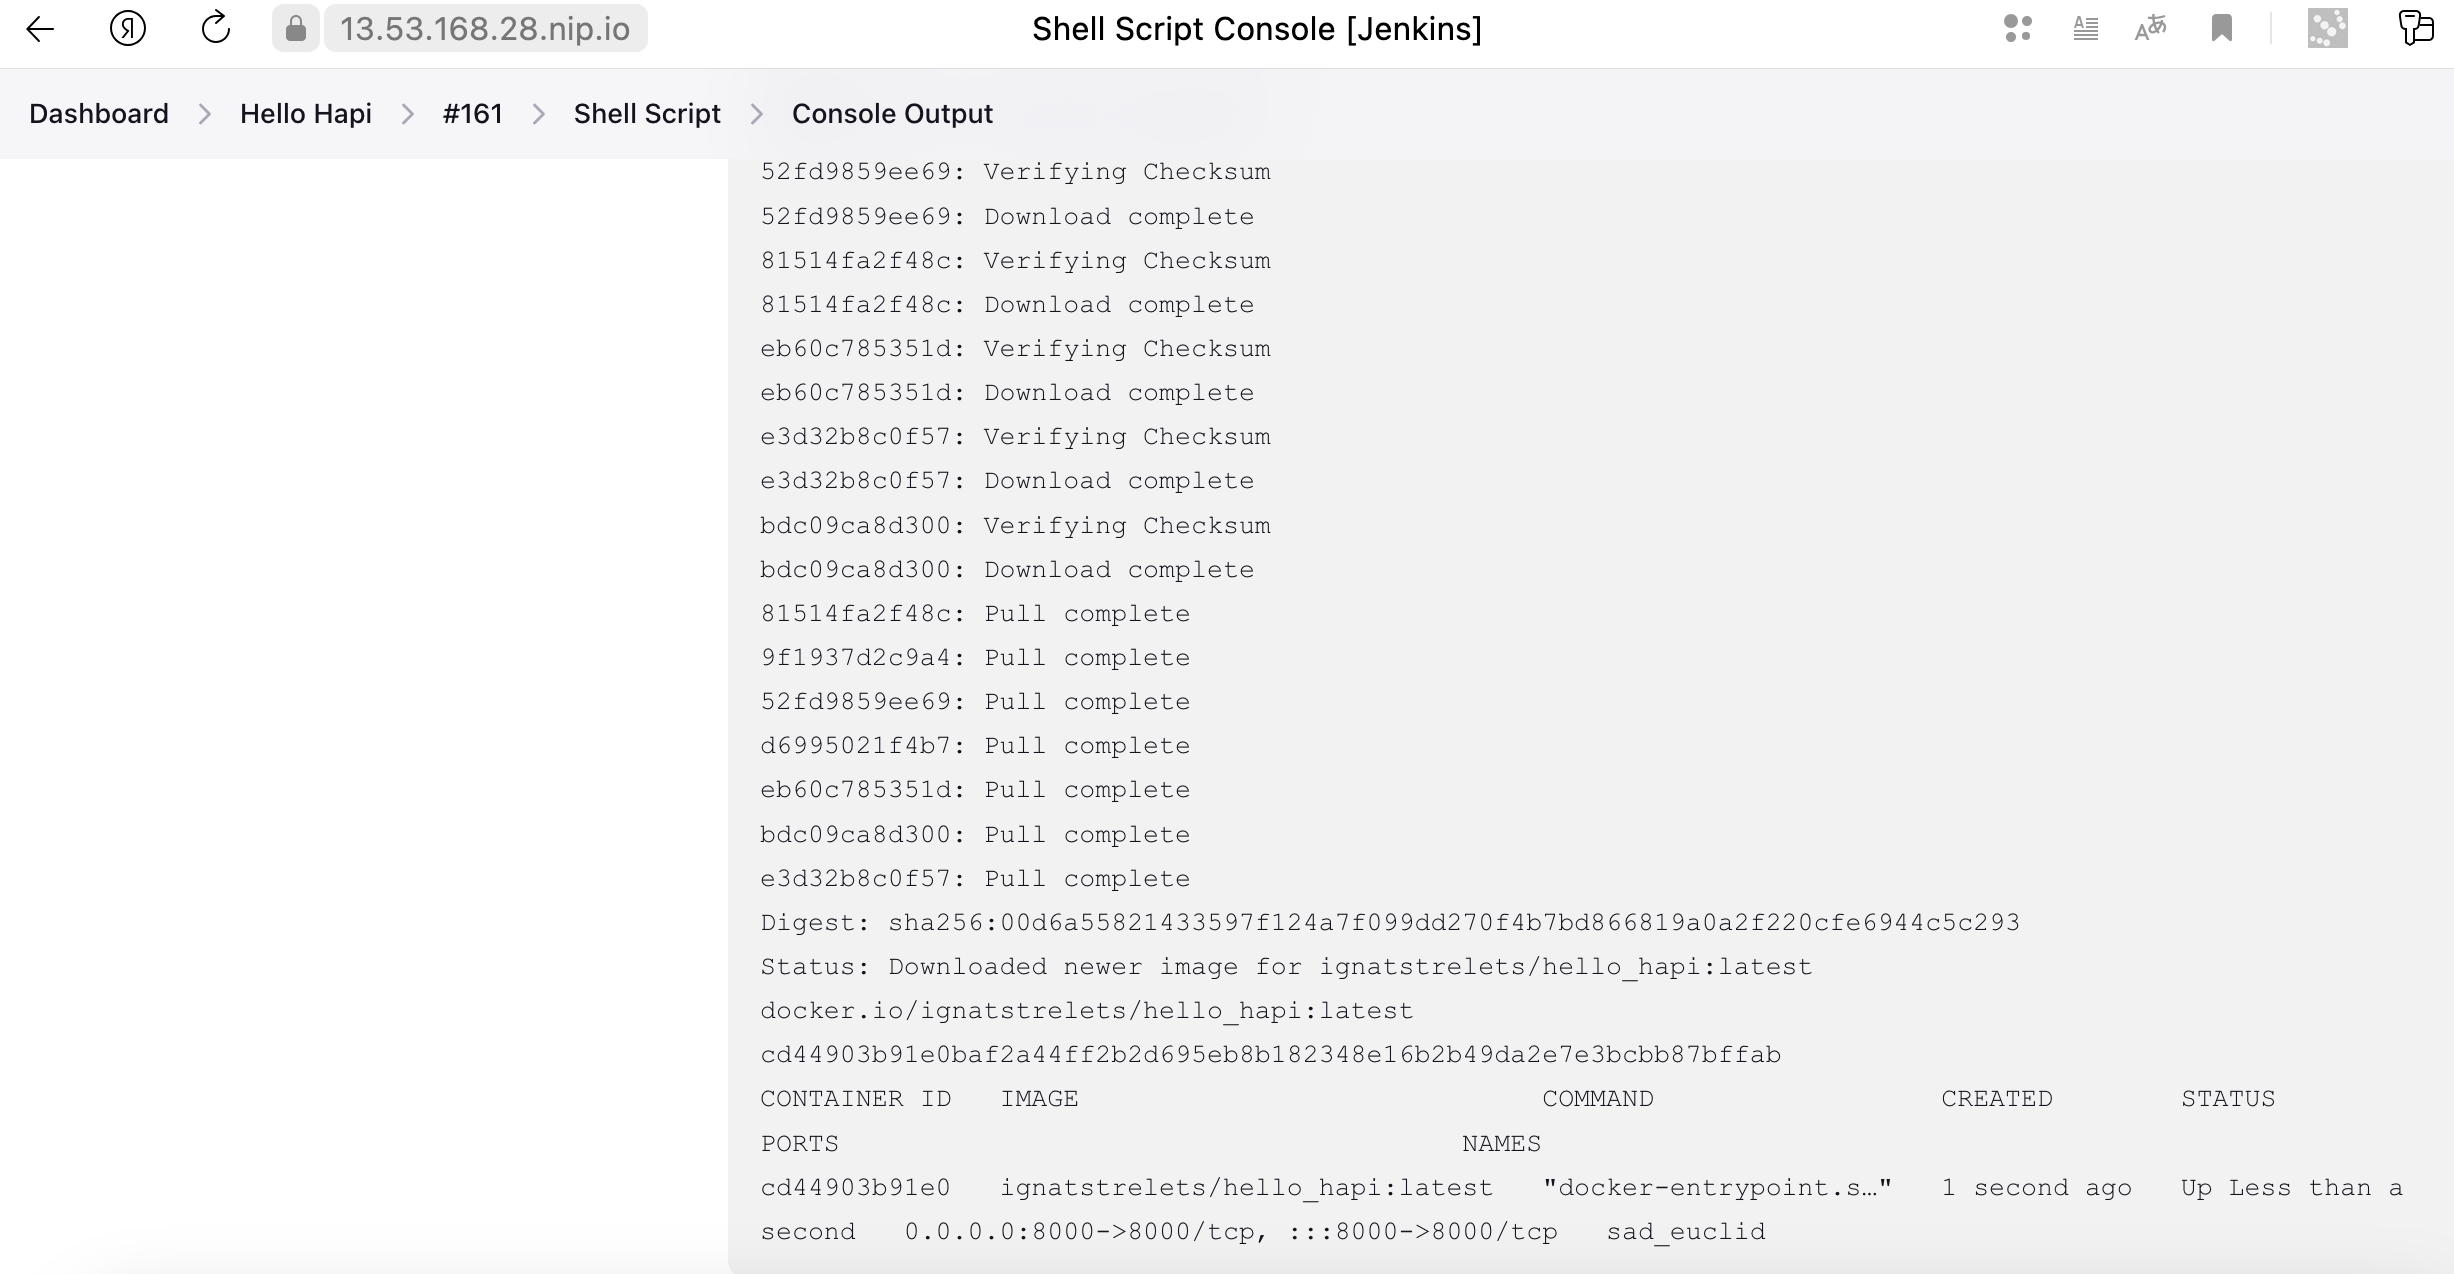 13.53.168.28.nip.io Shell Script Console [Jenkins]
Dashboard > Hello Hapi > #161 > Shell Script > Console Output
52fd9859ee69: Verifying Checksum
52fd9859ee69: Download complete
81514fa2f48c: Verifying Checksum
81514fa2f48c: Download complete
eb60c785351d: Verifying Checksum
eb60c785351d: Download complete
e3d32b8c0f57: Verifying Checksum
e3d32b8c0f57: Download complete
bdc09ca8d300: Verifying Checksum
bdc09ca8d300: Download complete
81514fa2f48c: Pull complete
9f1937d2c9a4: Pull complete
52fd9859ee69: Pull complete
d6995021f4b7: Pull complete
eb60c785351d: Pull complete
bdc09ca8d300: Pull complete
e3d32b8c0f57: Pull complete
Digest: sha256:00d6a55821433597f124a7f099dd270f4b7bd866819a0a2f220cfe6944c5c293
Status: Downloaded newer image for ignatstrelets/hello_hapi:latest
docker.io/ignatstrelets/hello_hapi:latest
cd44903b91e0baf2a44ff2b2d695eb8b182348e16b2b49da2e7e3bcbb87bffab
CONTAINER ID   IMAGE                             COMMAND                  CREATED        STATUS
PORTS                                       NAMES
cd44903b91e0   ignatstrelets/hello_hapi:latest   "docker-entrypoint.s…"   1 second ago   Up Less than a
second   0.0.0.0:8000->8000/tcp, :::8000->8000/tcp   sad_euclid